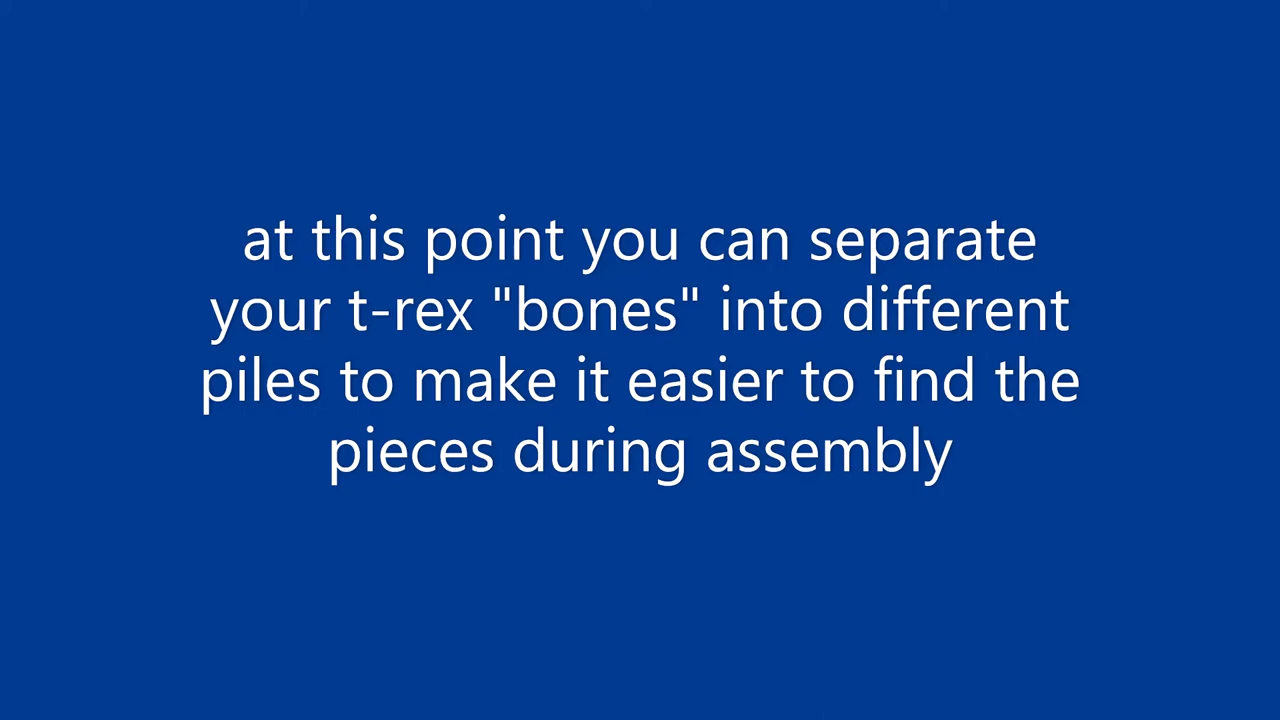 at this point you can separate
your t-rex "bones" into different
piles to make it easier to find the
pieces during assembly